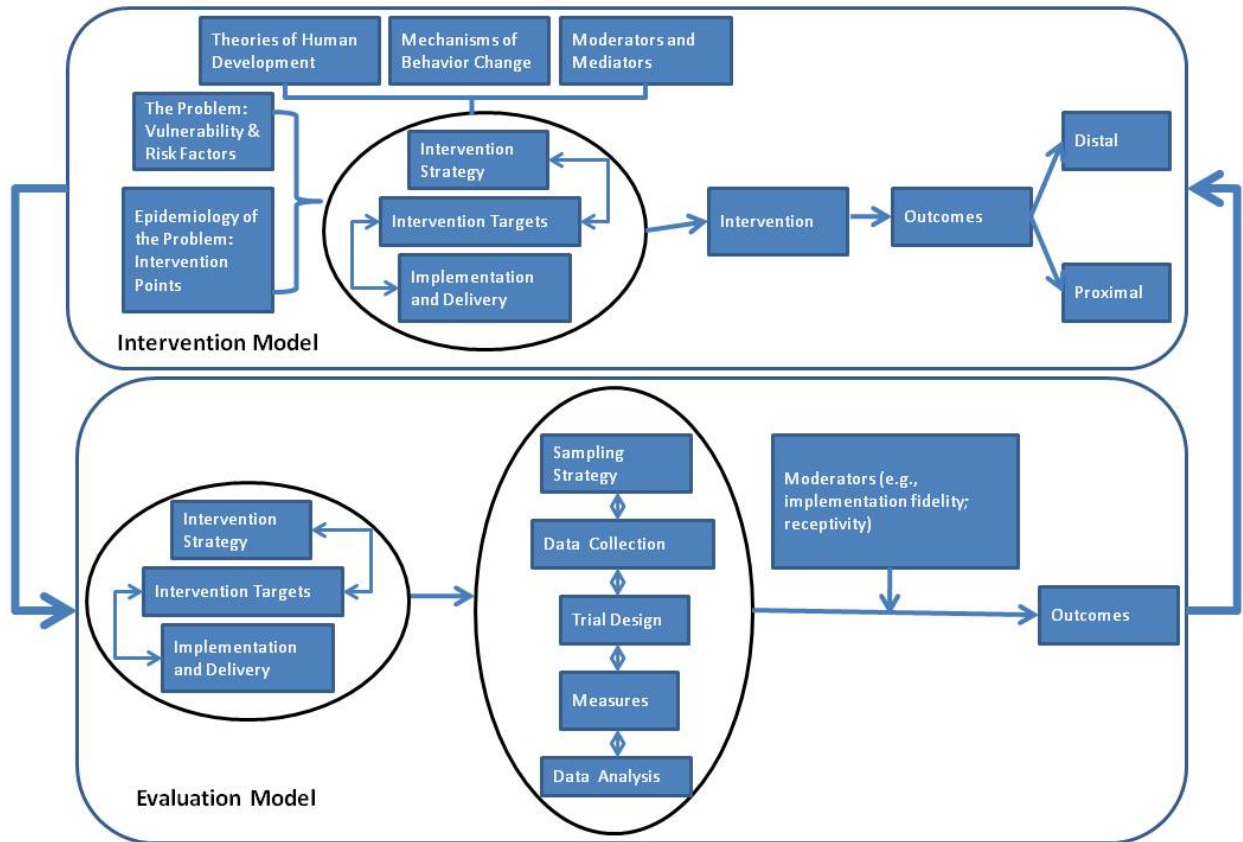 Theories of Human
Development
Mechanisms of
Behavior Change
Moderators and
Mediators
The Problem:
Vulnerability &
Risk Factors
Epidemiology of
the Problem:
Intervention
Points
Intervention
Strategy
Intervention Targets
Implementation
and Delivery
Intervention
Outcomes
Distal
Proximal
Intervention Model
Intervention
Strategy
Intervention Targets
Implementation
and Delivery
Sampling
Strategy
Data Collection
Trial Design
Measures
Data Analysis
Moderators (e.g.,
implementation fidelity;
receptivity)
Outcomes
Evaluation Model